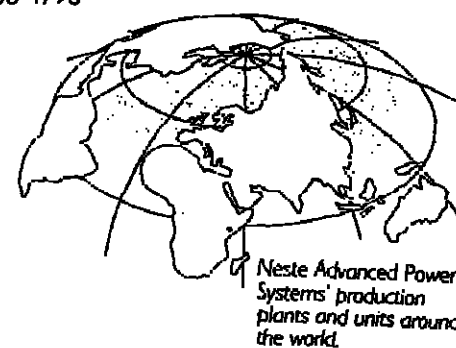 Neste Advanced Power
Systems' production
plants and units around
the world.